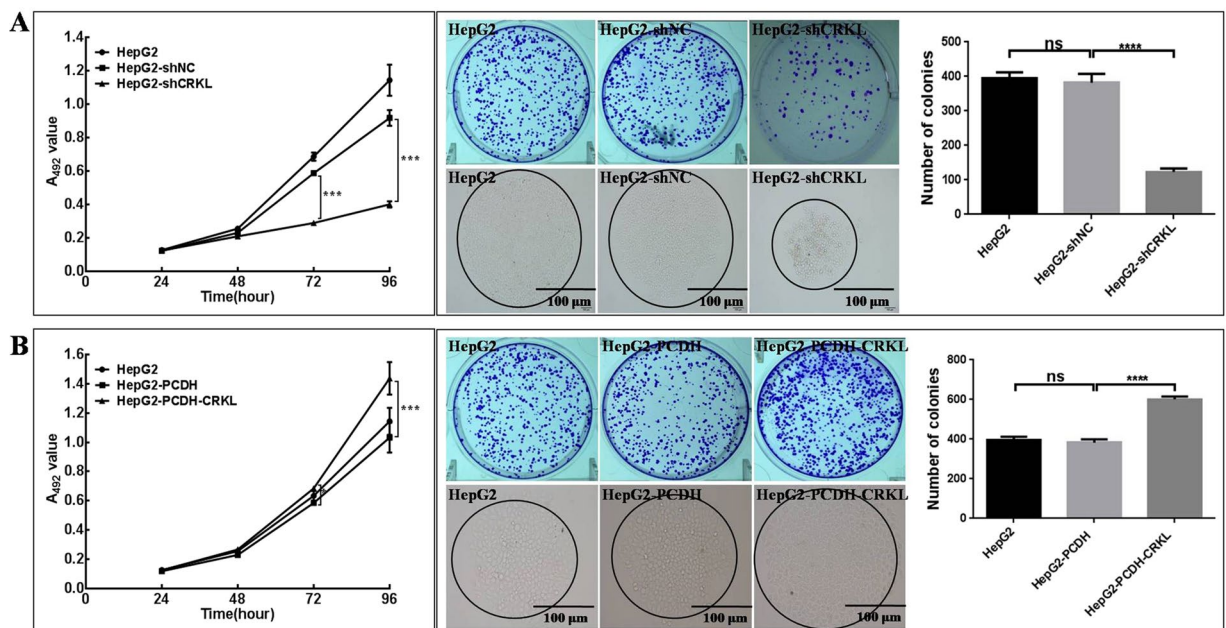 A
1.4
1.2
1.0
0.8
0.6
0.4
0.2
0.0
A492 value
HepG2
HepG2-shNC
HepG2-shCRKL
***
***
0 24 48 72 96
Time(hour)
HepG2 HepG2-shNC HepG2-shCRKL
HepG2 HepG2-shNC HepG2-shCRKL
100 μm 100 μm 100 μm
500
400
300
200
100
0
Number of colonies
ns ****
HepG2 HepG2-shNC HepG2-shCRKL
B
1.6
1.4
1.2
1.0
0.8
0.6
0.4
0.2
0.0
A492 value
HepG2
HepG2-PCDH
HepG2-PCDH-CRKL
***
0 24 48 72 96
Time(hour)
HepG2 HepG2-PCDH HepG2-PCDH-CRKL
HepG2 HepG2-PCDH HepG2-PCDH-CRKL
100 μm 100 μm 100 μm
800
600
400
200
0
Number of colonies
ns ****
HepG2 HepG2-PCDH HepG2-PCDH-CRKL